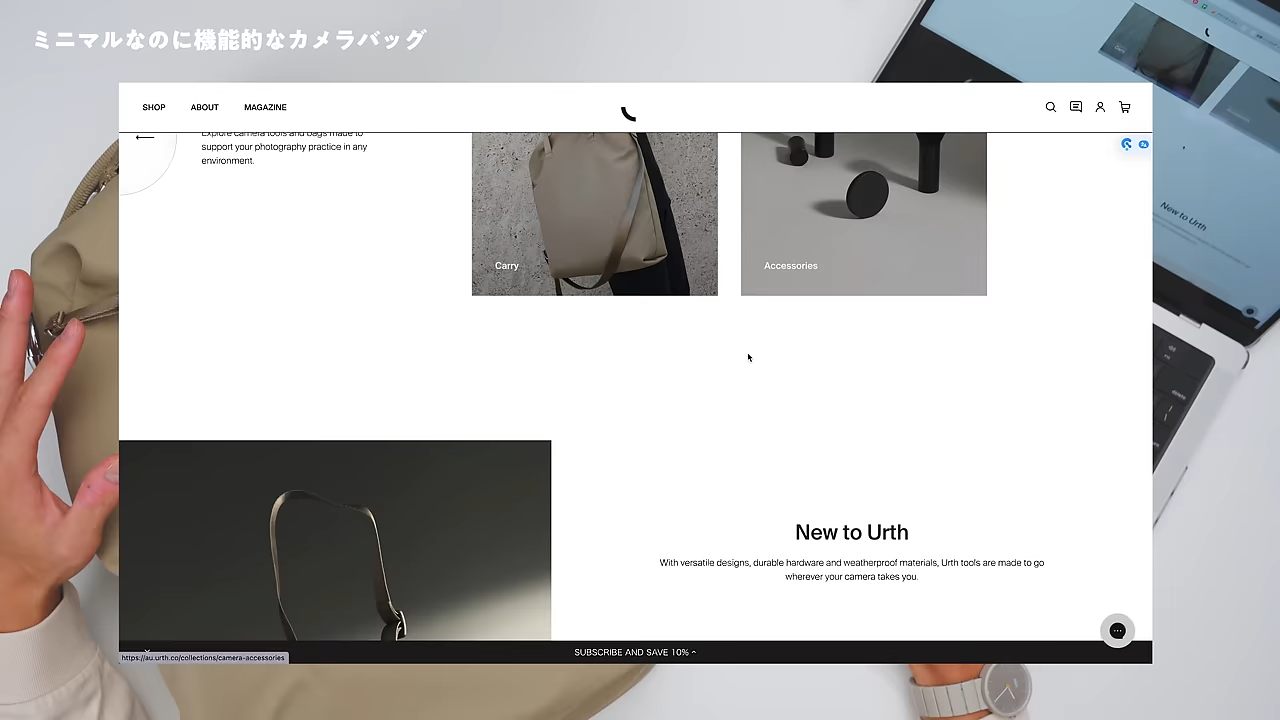 ミニマルなのに機能的なカメラバッグ
SHOP
ABOUT
MAGAZINE
Explore camera tools and bags made to
support your photography practice in any
environment.
Carry
Accessories
New to Urth
With versatile designs, durable hardware and weatherproof materials, Urth tools are made to go
wherever your camera takes you.
SUBSCRIBE AND SAVE 10%
https://au.urth.co/collections/camera-accessories
New to Urth